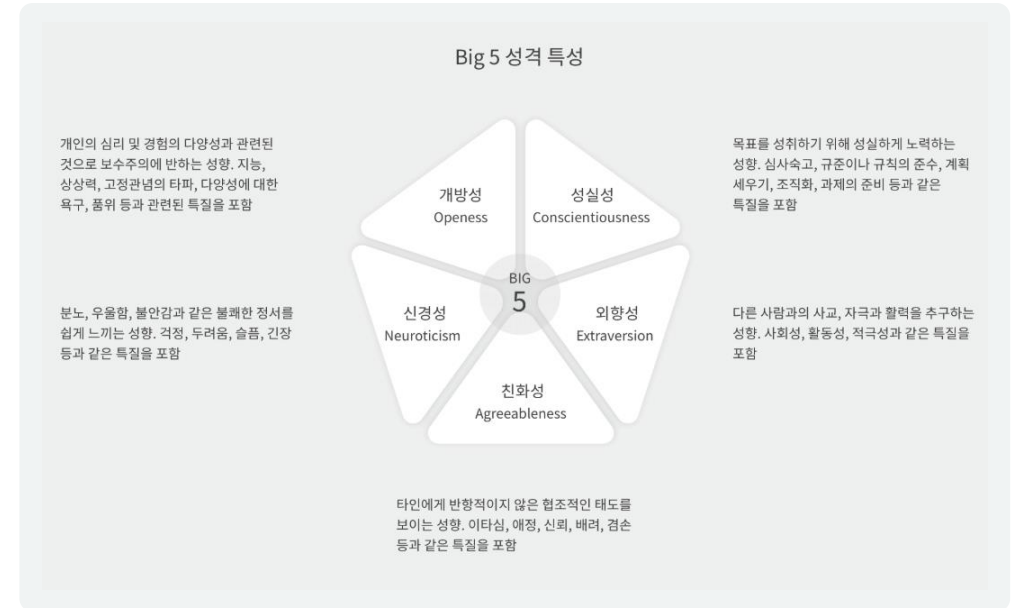 Big 5 성격 특성
개인의 심리 및 경험의 다양성과 관련된
것으로 보수주의에 반하는 성향. 지능,
상상력, 고정관념의 타파, 다양성에 대한
욕구, 품위 등과 관련된 특질을 포함
목표를 성취하기 위해 성실하게 노력하는
성향. 심사숙고, 규준이나 규칙의 준수, 계획
세우기, 조직화, 과제의 준비 등과 같은
특질을 포함
개방성
Openess
성실성
Conscientiousness
BIG
5
분노, 우울함, 불안감과 같은 불쾌한 정서를
쉽게 느끼는 성향. 걱정, 두려움, 슬픔, 긴장
등과 같은 특질을 포함
신경성
Neuroticism
외향성
Extraversion
다른 사람과의 사교, 자극과 활력을 추구하는
성향. 사회성, 활동성, 적극성과 같은 특질을
포함
친화성
Agreeableness
타인에게 반항적이지 않은 협조적인 태도를
보이는 성향. 이타심, 애정, 신뢰, 배려, 겸손
등과 같은 특질을 포함